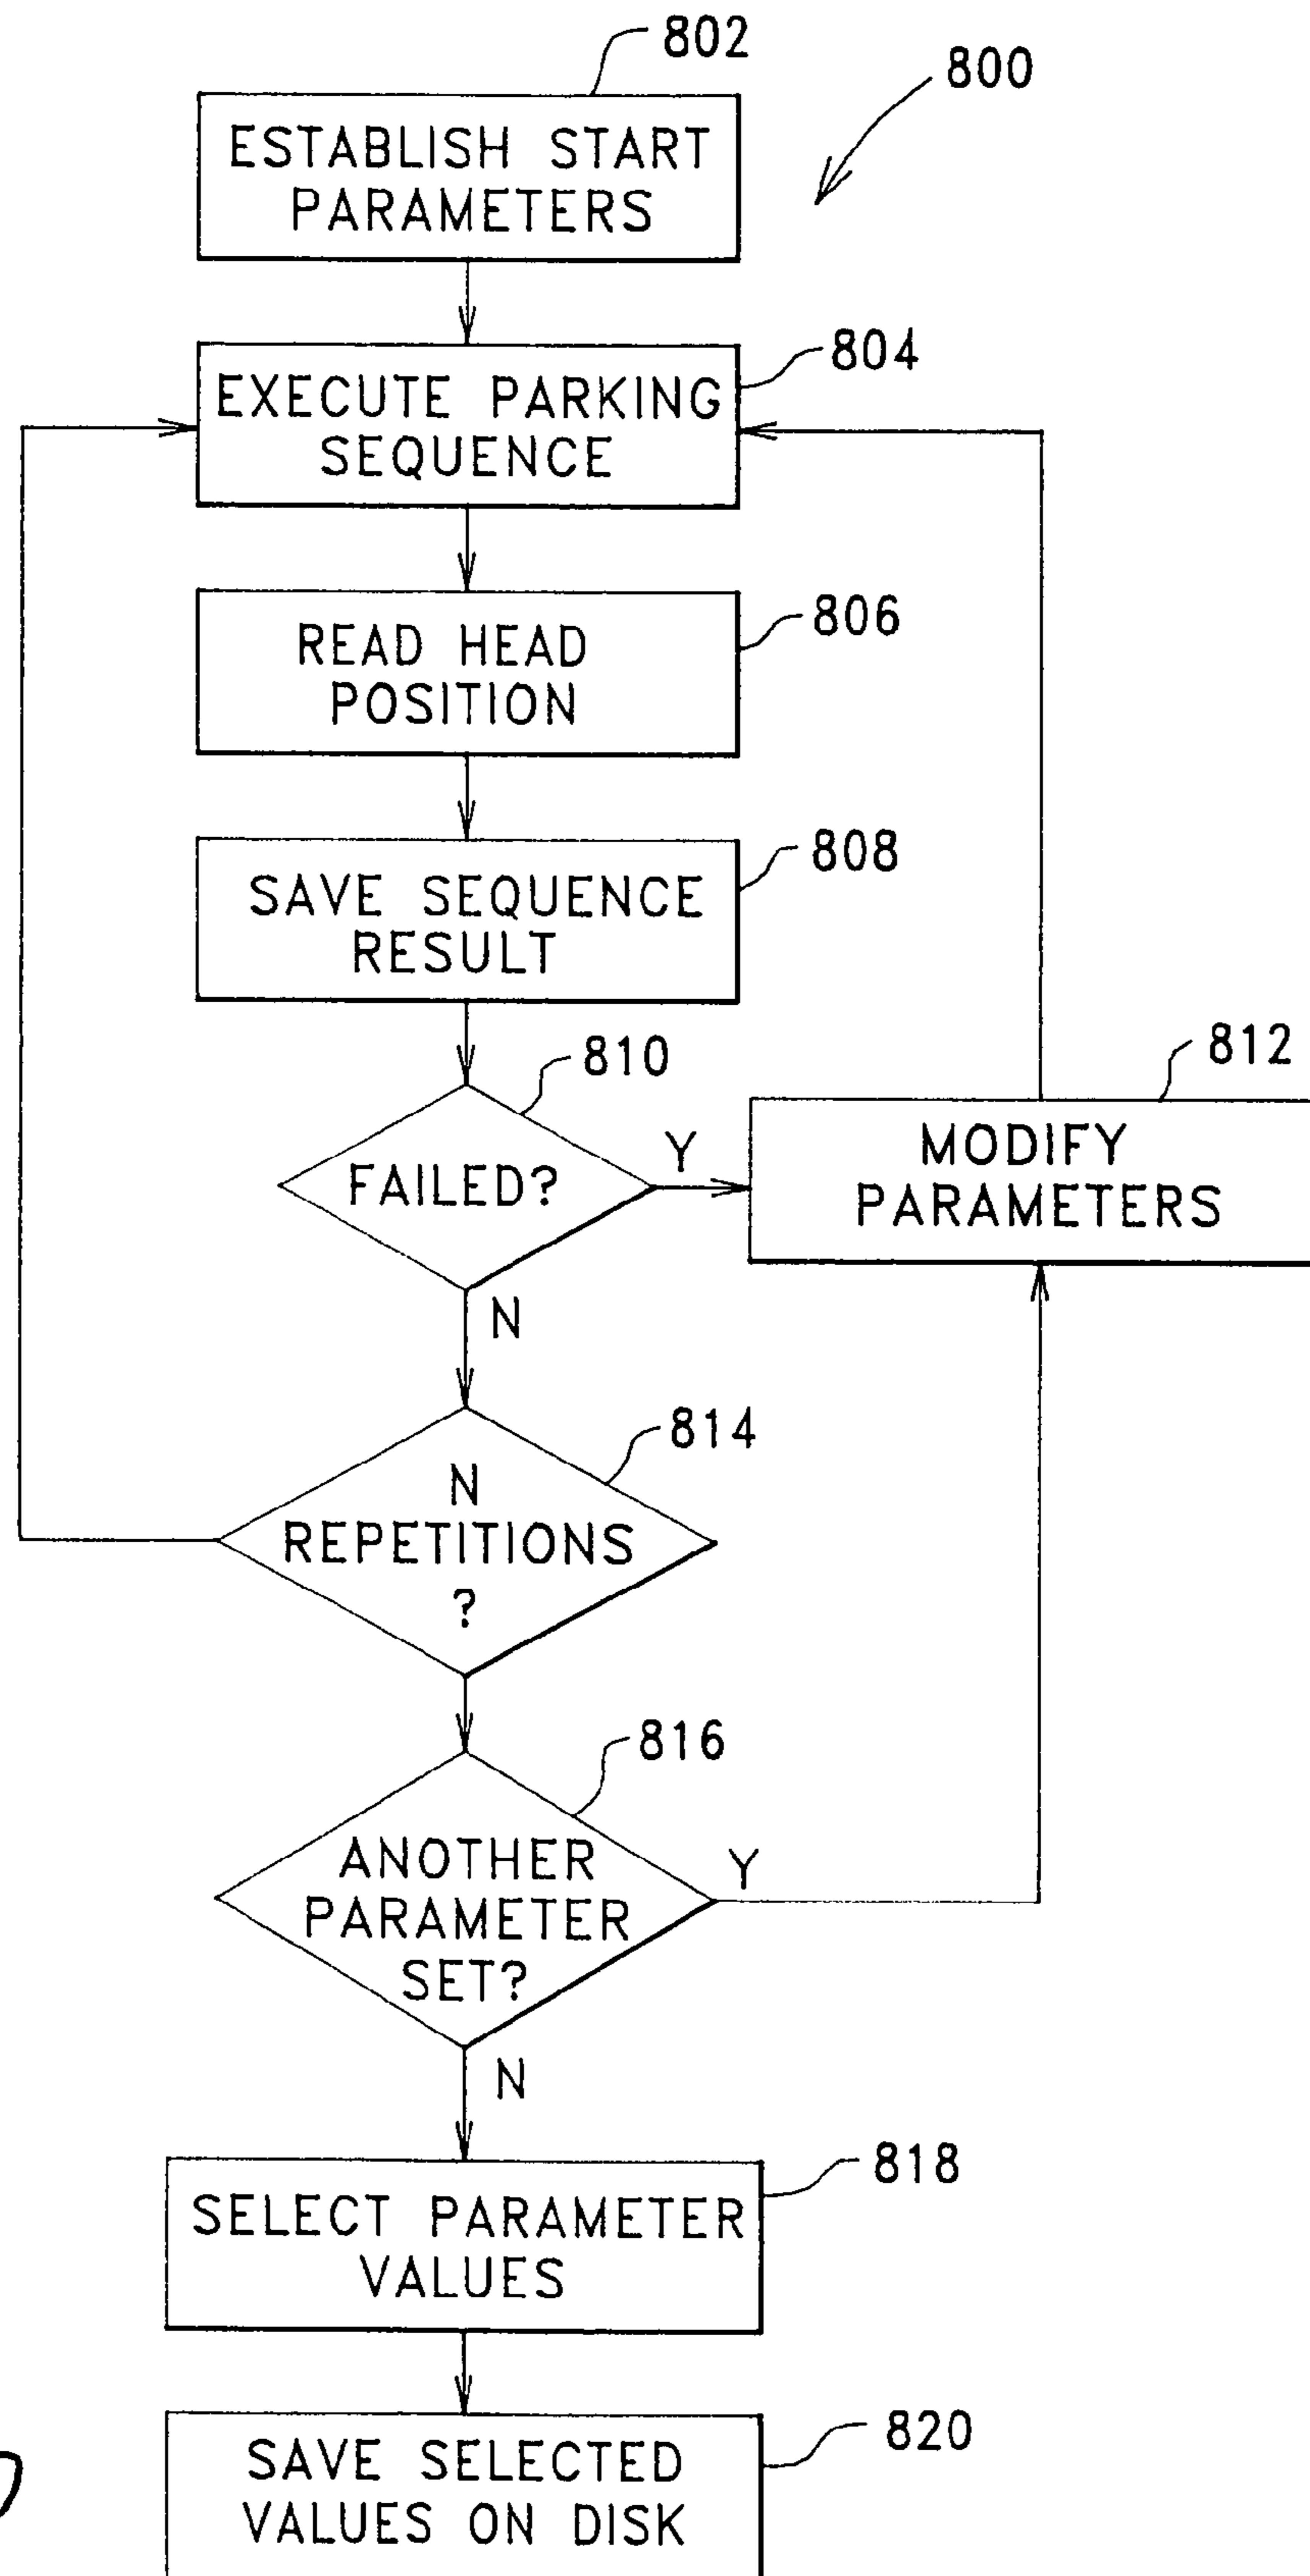 802
800
ESTABLISH START
PARAMETERS
804
EXECUTE PARKING
SEQUENCE
806
READ HEAD
POSITION
808
SAVE SEQUENCE
RESULT
810
FAILED?
Y
812
MODIFY
PARAMETERS
N
814
N
REPETITIONS
?
816
ANOTHER
PARAMETER
SET?
Y
N
818
SELECT PARAMETER
VALUES
820
SAVE SELECTED
VALUES ON DISK